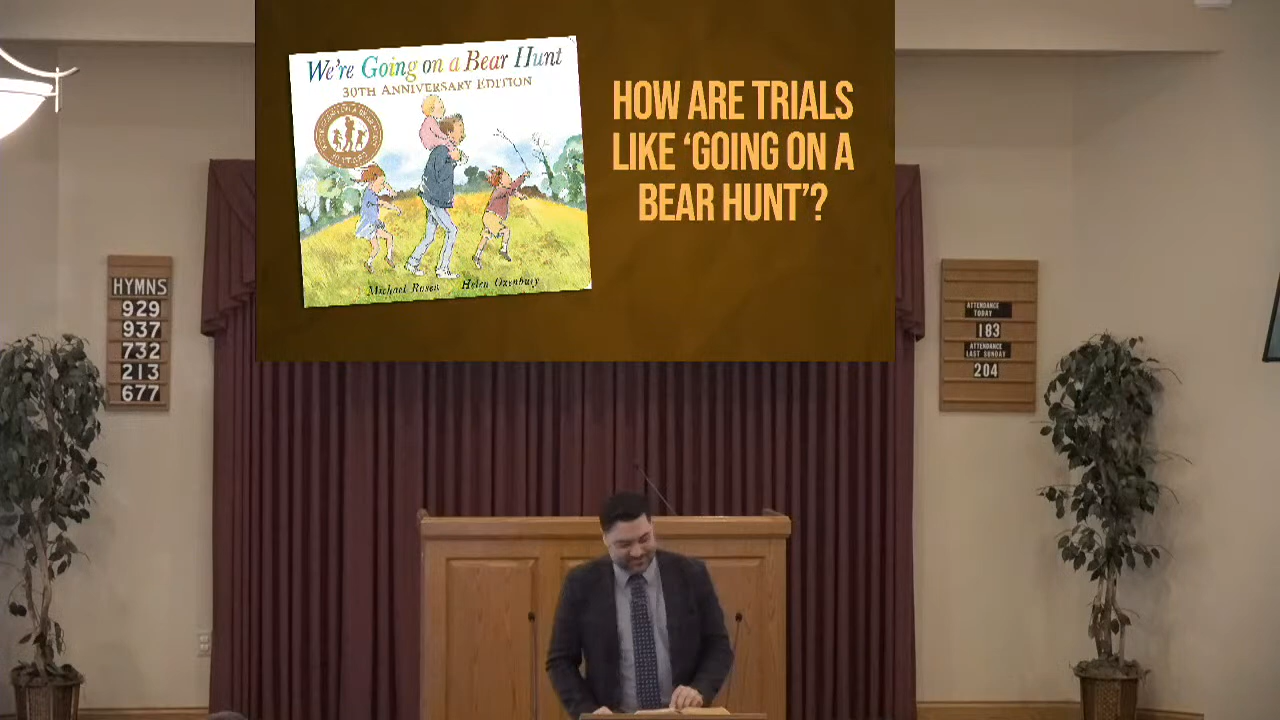 We're Going on a Bear Hunt
30TH ANNIVERSARY EDITION
Michael Rosen Helen Oxenbury
HOW ARE TRIALS
LIKE ‘GOING ON A
BEAR HUNT’?
HYMNS
929
937
732
213
677
ATTENDANCE
TODAY
183
ATTENDANCE
LAST SUNDAY
204